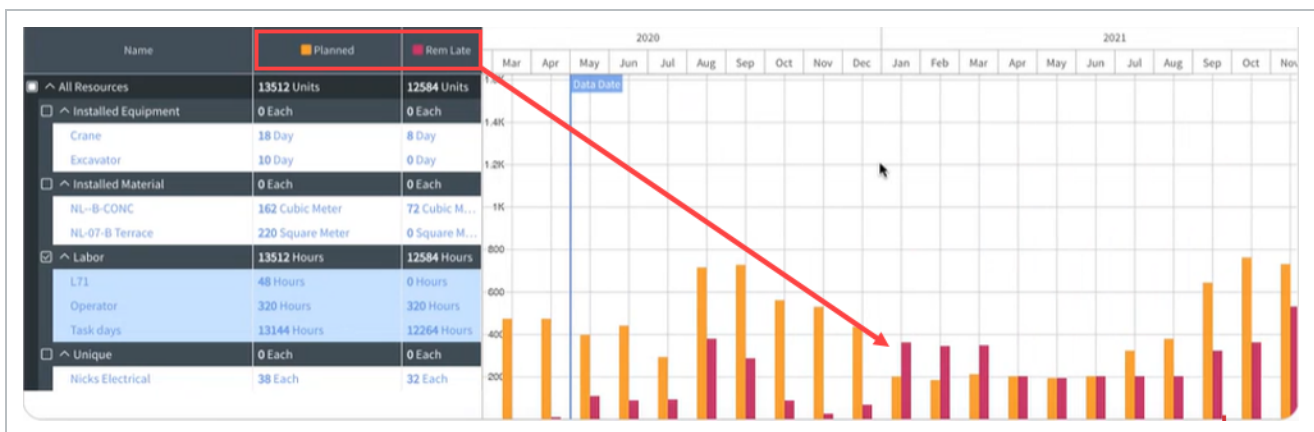 Name Planned Rem Late
2020 2021
Mar Apr May Jun Jul Aug Sep Oct Nov Dec Jan Feb Mar Apr May Jun Jul Aug Sep Oct Nov
All Resources 13512 Units 12584 Units
Data Date
Installed Equipment 0 Each 0 Each
1.4K
Crane 18 Day 8 Day
Excavator 10 Day 0 Day
1.2K
Installed Material 0 Each 0 Each
NL--B-CONC 162 Cubic Meter 72 Cubic M...
1K
NL-07-B Terrace 220 Square Meter 0 Square M...
800
Labor 13512 Hours 12584 Hours
L71 48 Hours 0 Hours
600
Operator 320 Hours 320 Hours
Task days 13144 Hours 12264 Hours
400
Unique 0 Each 0 Each
Nicks Electrical 38 Each 32 Each
200